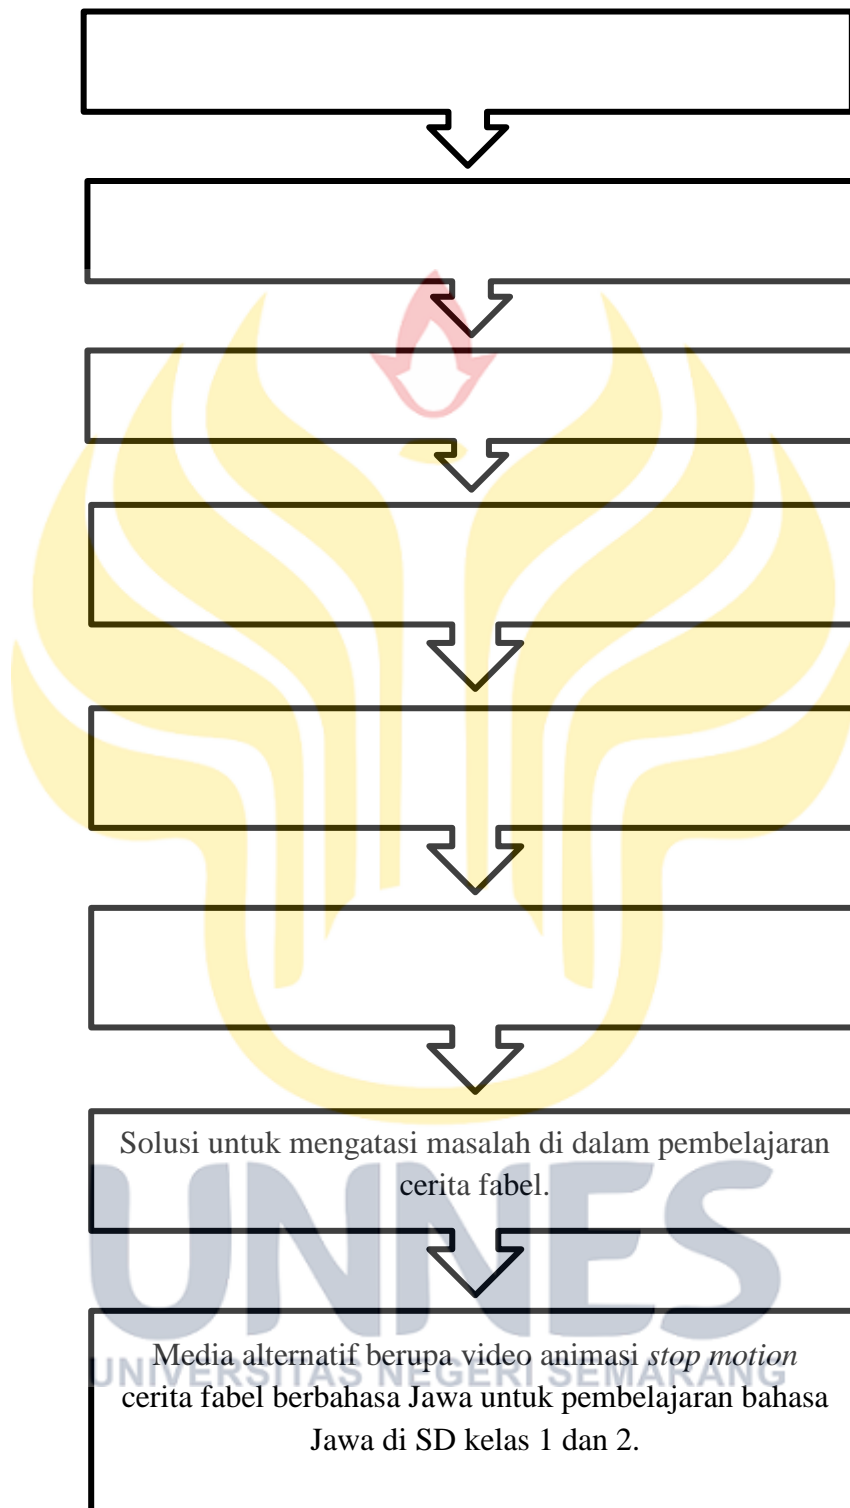 Solusi untuk mengatasi masalah di dalam pembelajaran
cerita fabel.
UNNES
Media alternatif berupa video animasi stop motion
UNIVERSITAS NEGERI SEMARANG
cerita fabel berbahasa Jawa untuk pembelajaran bahasa
Jawa di SD kelas 1 dan 2.